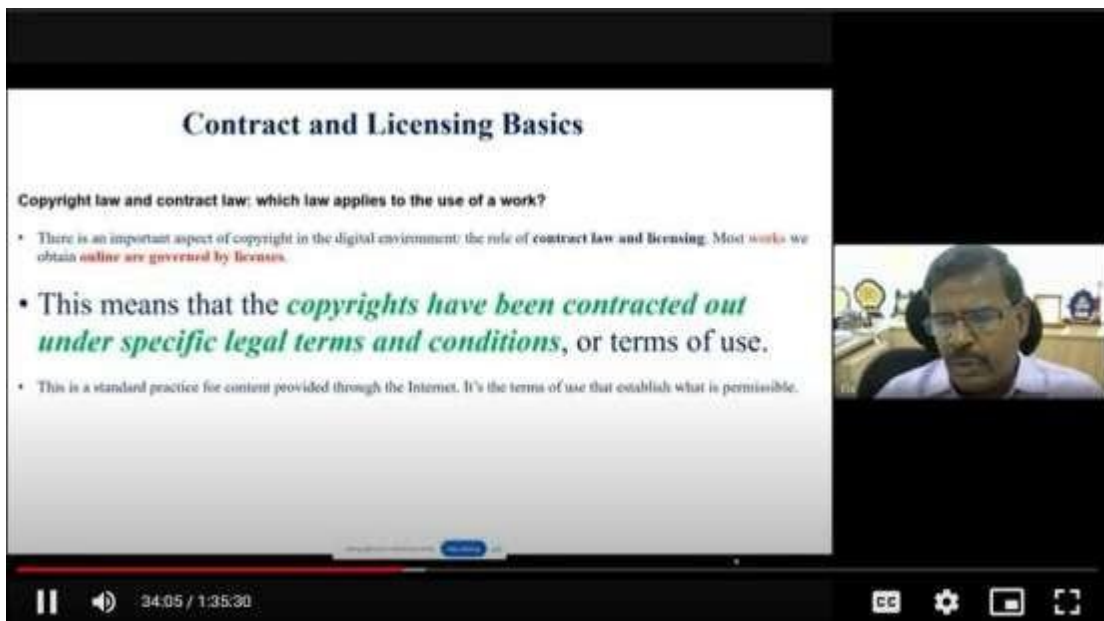 Contract and Licensing Basics
Copyright law and contract law: which law applies to the use of a work?
• There is an important aspect of copyright in the digital environment: the role of contract law and licensing. Most works we
obtain online are governed by licenses.
• This means that the copyrights have been contracted out
under specific legal terms and conditions, or terms of use.
• This is a standard practice for content provided through the Internet. It's the terms of use that establish what is permissible.
34:05 / 1:35:30
CC